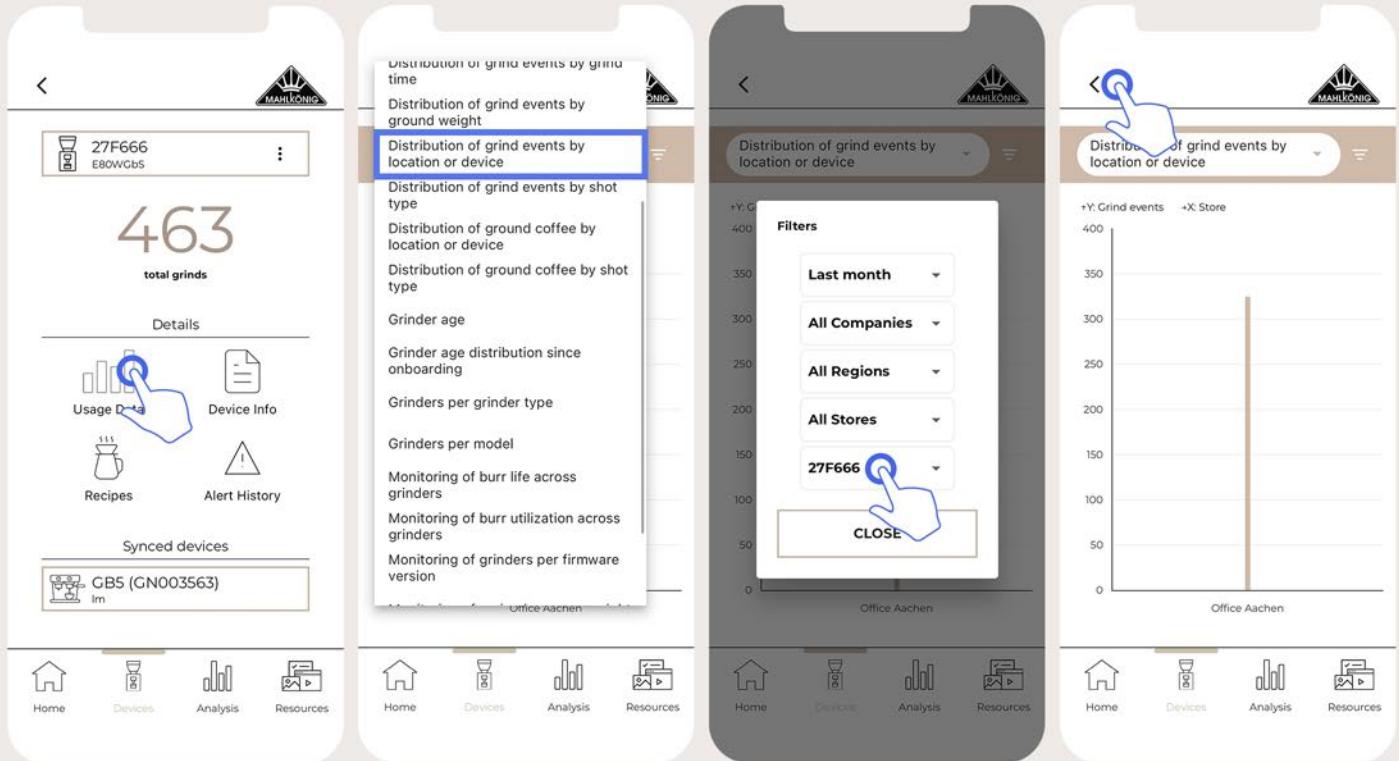 MAHLKÖNIG
27F666
E80WGbS
463
total grinds
Details
Usage Data
Device Info
Recipes
Alert History
Synced devices
GB5 (GN003563)
lm
Home
Devices
Analysis
Resources
Distribution of grind events by grind
time
Distribution of grind events by
ground weight
Distribution of grind events by
location or device
Distribution of grind events by shot
type
Distribution of ground coffee by
location or device
Distribution of ground coffee by shot
type
Grinder age
Grinder age distribution since
onboarding
Grinders per grinder type
Grinders per model
Monitoring of burr life across
grinders
Monitoring of burr utilization across
grinders
Monitoring of grinders per firmware
version
Office Aachen
Home
Devices
Analysis
Resources
MAHLKÖNIG
Distribution of grind events by
location or device
+Y: G
400
350
300
250
200
150
100
50
0
Filters
Last month
All Companies
All Regions
All Stores
27F666
CLOSE
Office Aachen
Home
Devices
Analysis
Resources
MAHLKÖNIG
Distribution of grind events by
location or device
+Y: Grind events +X: Store
400
350
300
250
200
150
100
50
0
Office Aachen
Home
Devices
Analysis
Resources